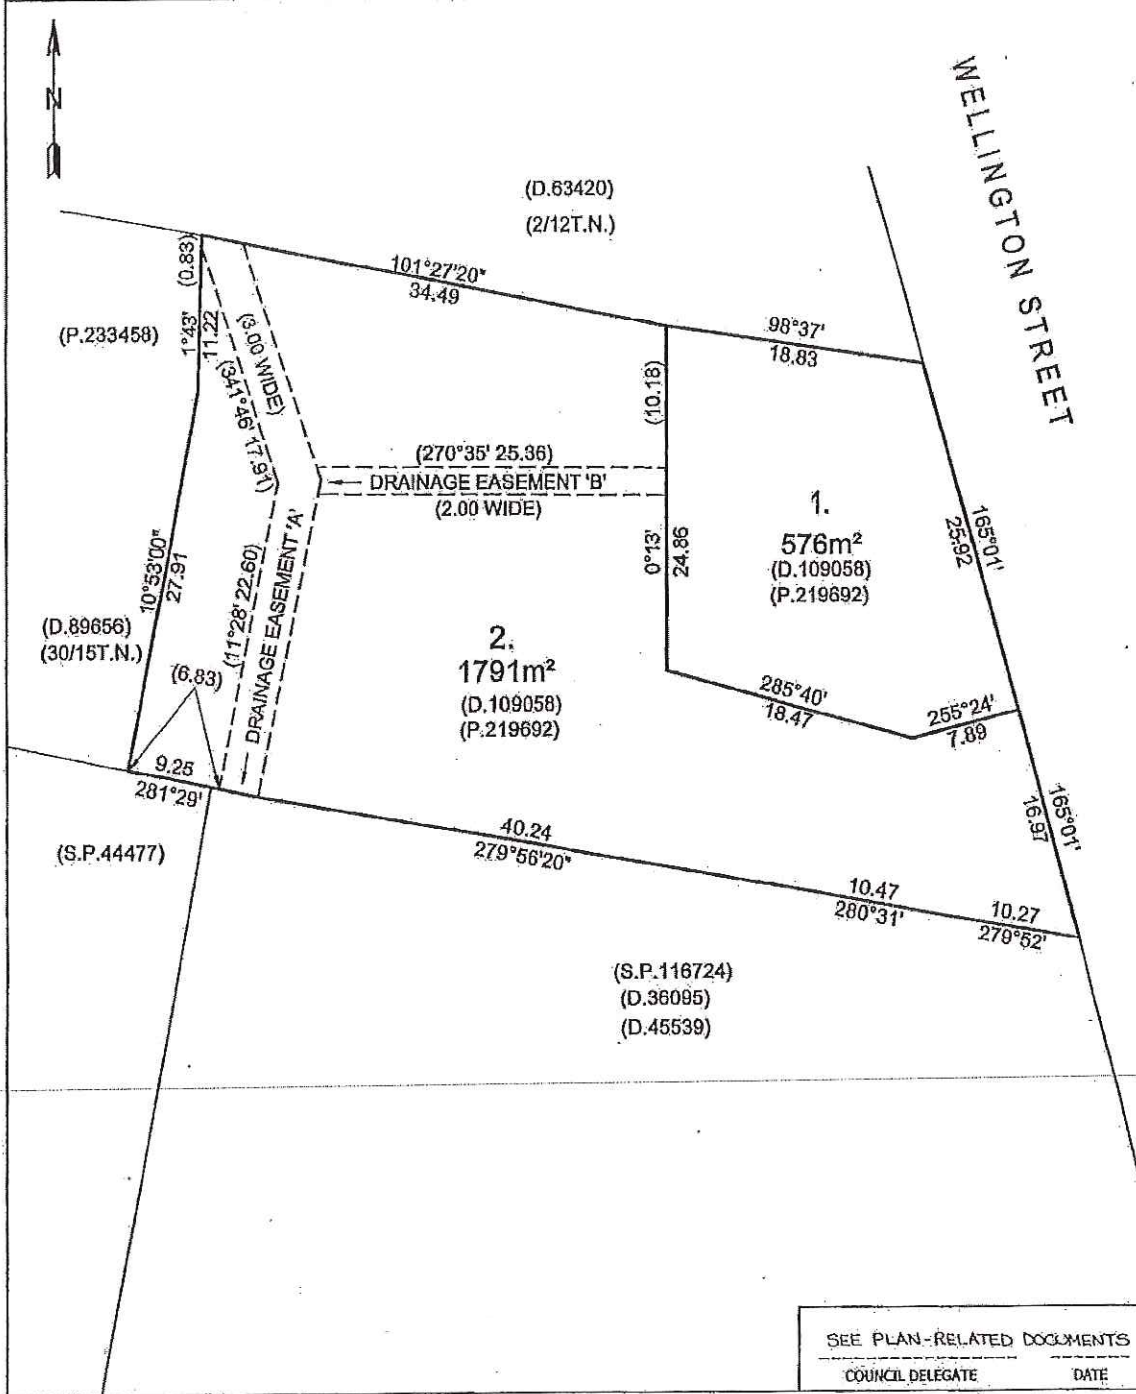 N
WELLINGTON STREET
(D.63420)
(2/12T.N.)
(0.83)
101°27'20"
34.49
98°37'
18.83
(P.233458)
1°43'
11.22
(3.00 WIDE)
(341°46' 17.91)
(10.18)
(270°35' 25.36)
DRAINAGE EASEMENT 'B'
(2.00 WIDE)
1.
576m²
(D.109058)
(P.219692)
165°01'
25.92
0°13'
24.86
10°53'00"
27.91
(11°28' 22.60)
DRAINAGE EASEMENT 'A'
(D.89656)
(30/15T.N.)
(6.83)
2.
1791m²
(D.109058)
(P.219692)
285°40'
18.47
255°24'
7.89
9.25
281°29'
165°01'
16.97
(S.P.44477)
40.24
279°56'20"
10.47
280°31'
10.27
279°52'
(S.P.116724)
(D.36095)
(D.45539)
SEE PLAN-RELATED DOCUMENTS
COUNCIL DELEGATE DATE